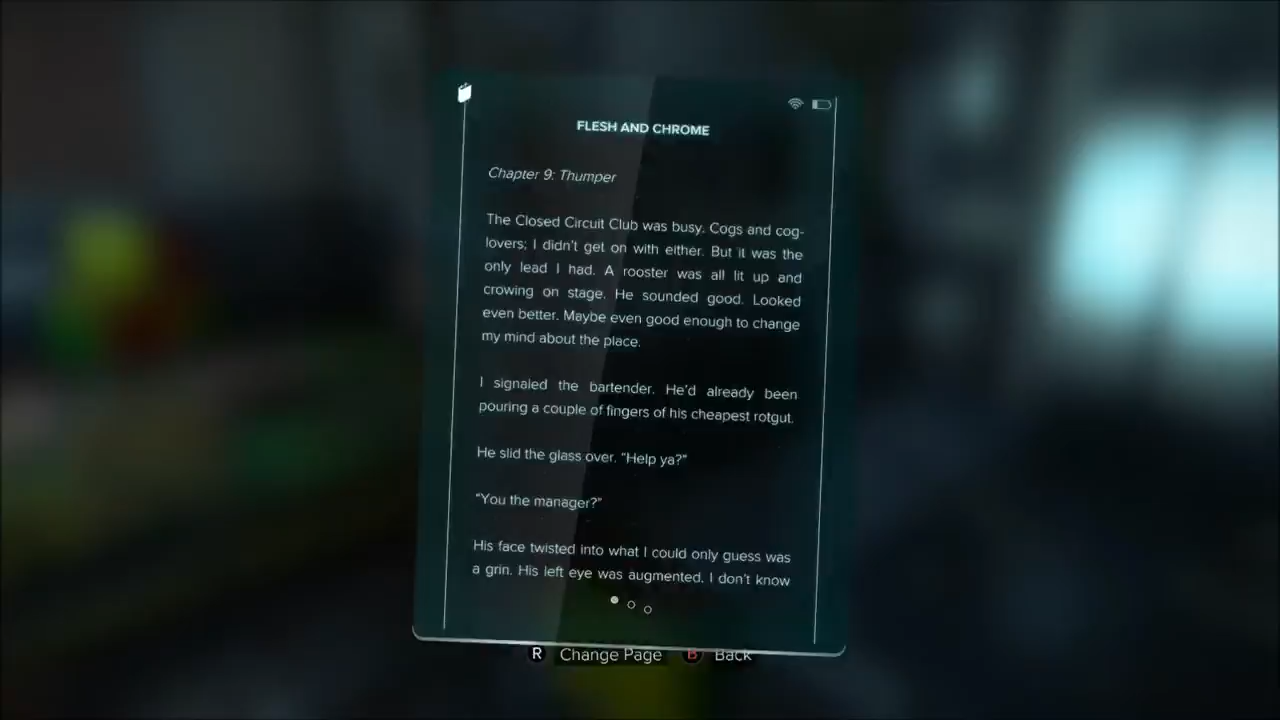 FLESH AND CHROME
Chapter 9: Thumper
The Closed Circuit Club was busy. Cogs and cog-
lovers; I didn't get on with either. But it was the
only lead I had. A rooster was all lit up and
crowing on stage. He sounded good. Looked
even better. Maybe even good enough to change
my mind about the place.
I signaled the bartender. He'd already been
pouring a couple of fingers of his cheapest rotgut.
He slid the glass over. “Help ya?”
“You the manager?”
His face twisted into what I could only guess was
a grin. His left eye was augmented. I don't know
R Change Page B Back